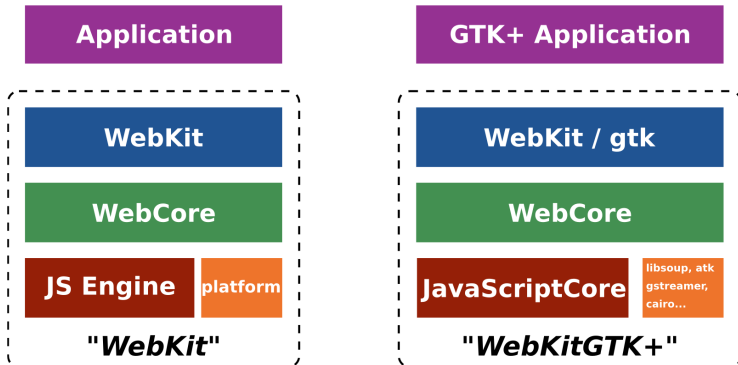 Application
WebKit
WebCore
JS Engine
platform
"WebKit"
GTK+ Application
WebKit / gtk
WebCore
JavaScriptCore
libsoup, atk
gstreamer,
cairo...
"WebKitGTK+"